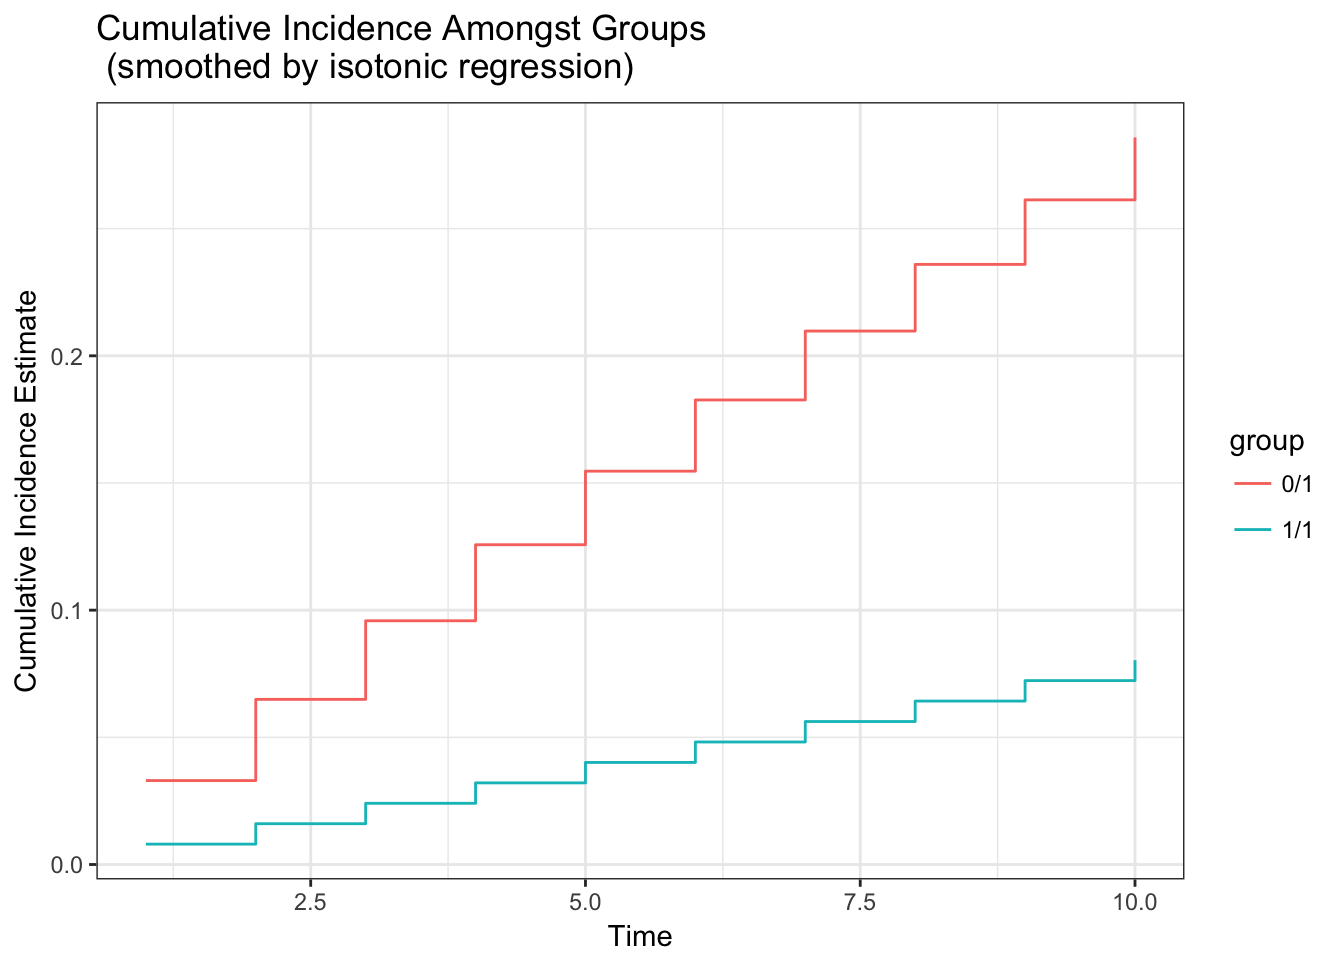 Cumulative Incidence Amongst Groups
(smoothed by isotonic regression)
Cumulative Incidence Estimate
0.2
0.1
0.0
2.5 5.0 7.5 10.0
Time
group
0/1
1/1